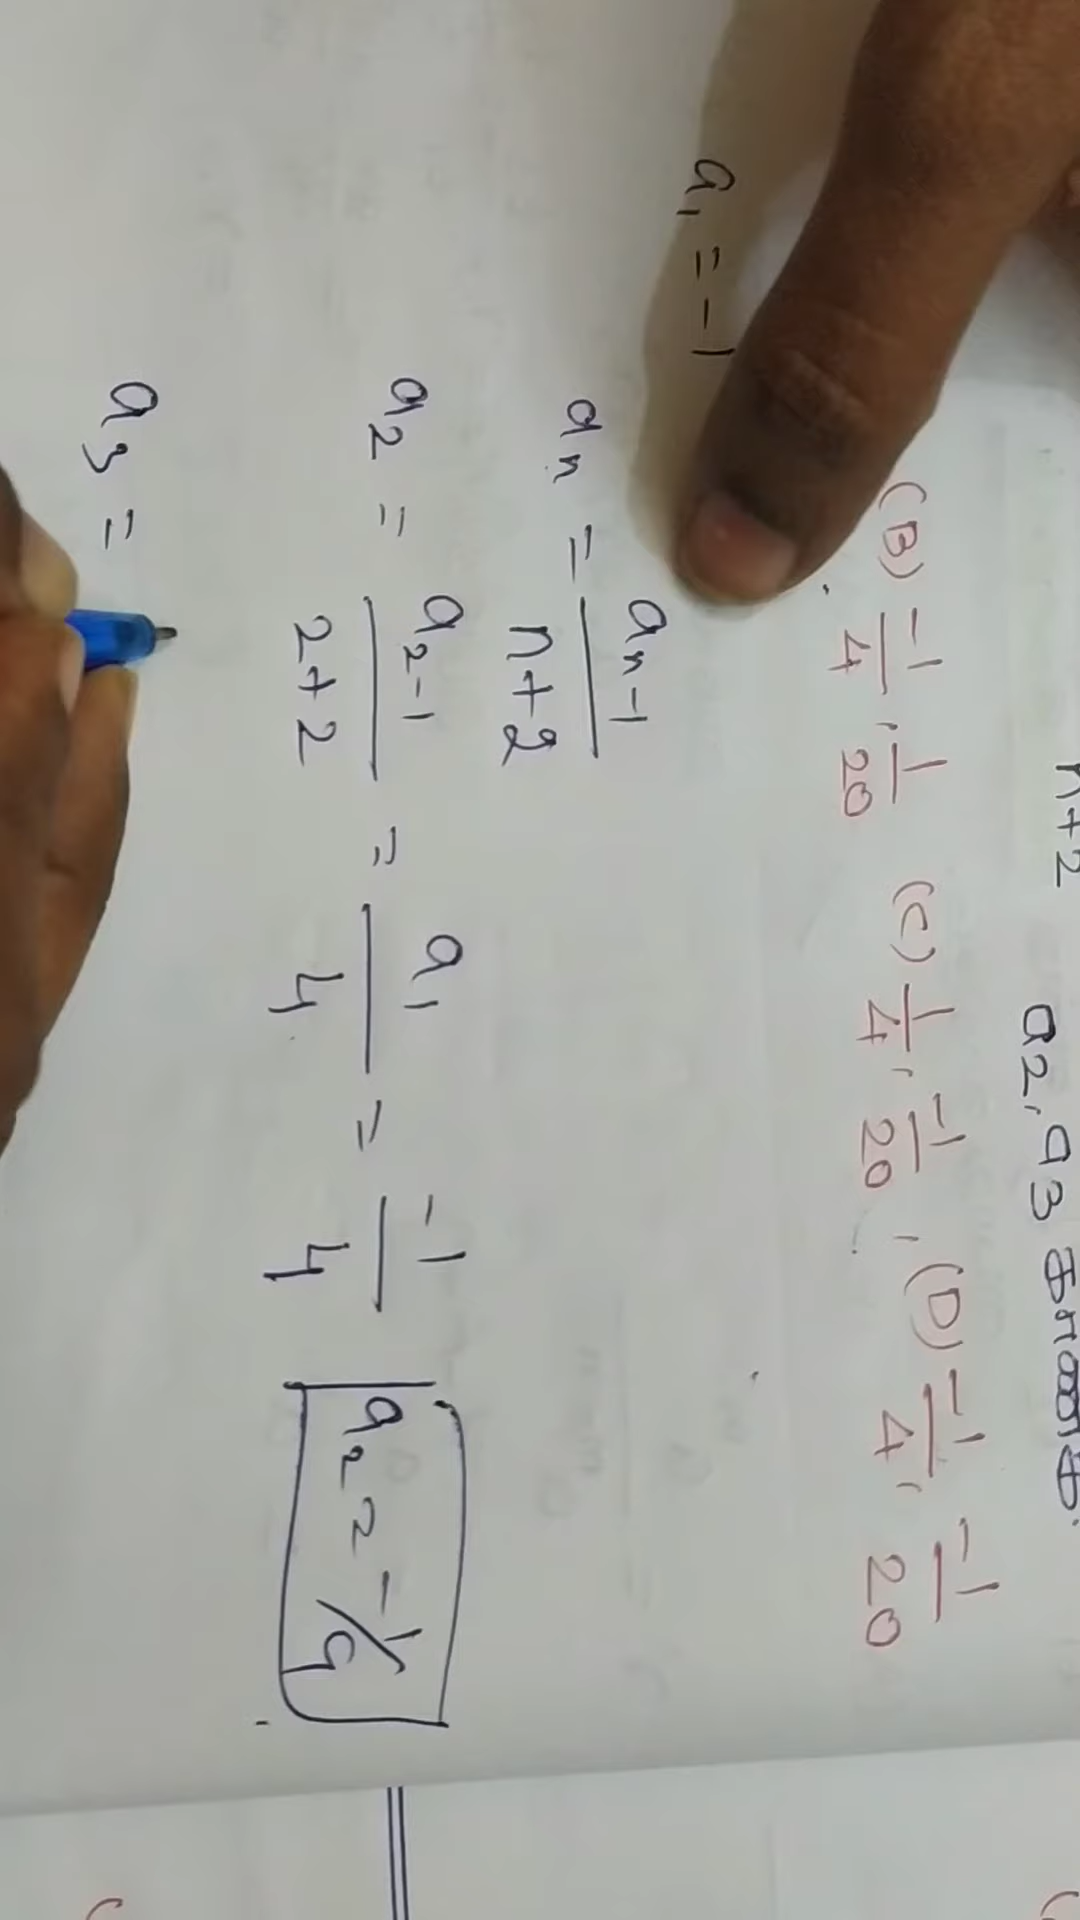 n+2 a2, a3 காண்க.
(B) -1/4, 1/20 (C) 1/4, -1/20, (D) -1/4, -1/20
a₁ = -1
aₙ = aₙ₋₁/n+2
a₂ = a₂₋₁/2+2 = a₁/4 = -1/4 a₂ = -1/4
a₃ =